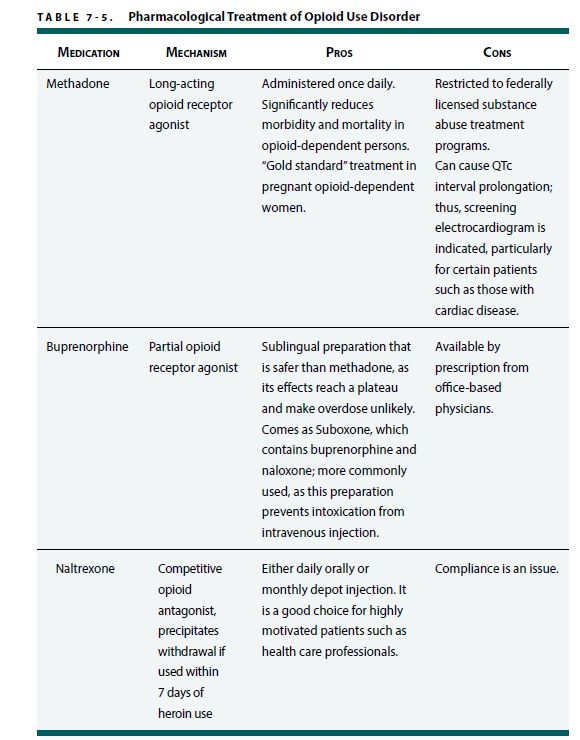 TABLE 7-5. Pharmacological Treatment of Opioid Use Disorder
MEDICATION MECHANISM PROS CONS
Methadone
Long-acting
opioid receptor
agonist
Administered once daily.
Significantly reduces
morbidity and mortality in
opioid-dependent persons.
“Gold standard” treatment in
pregnant opioid-dependent
women.
Restricted to federally
licensed substance
abuse treatment
programs.
Can cause QTc
interval prolongation;
thus, screening
electrocardiogram is
indicated, particularly
for certain patients
such as those with
cardiac disease.
Buprenorphine
Partial opioid
receptor agonist
Sublingual preparation that
is safer than methadone, as
its effects reach a plateau
and make overdose unlikely.
Comes as Suboxone, which
contains buprenorphine and
naloxone; more commonly
used, as this preparation
prevents intoxication from
intravenous injection.
Available by
prescription from
office-based
physicians.
Naltrexone
Competitive
opioid
antagonist,
precipitates
withdrawal if
used within
7 days of
heroin use
Either daily orally or
monthly depot injection. It
is a good choice for highly
motivated patients such as
health care professionals.
Compliance is an issue.